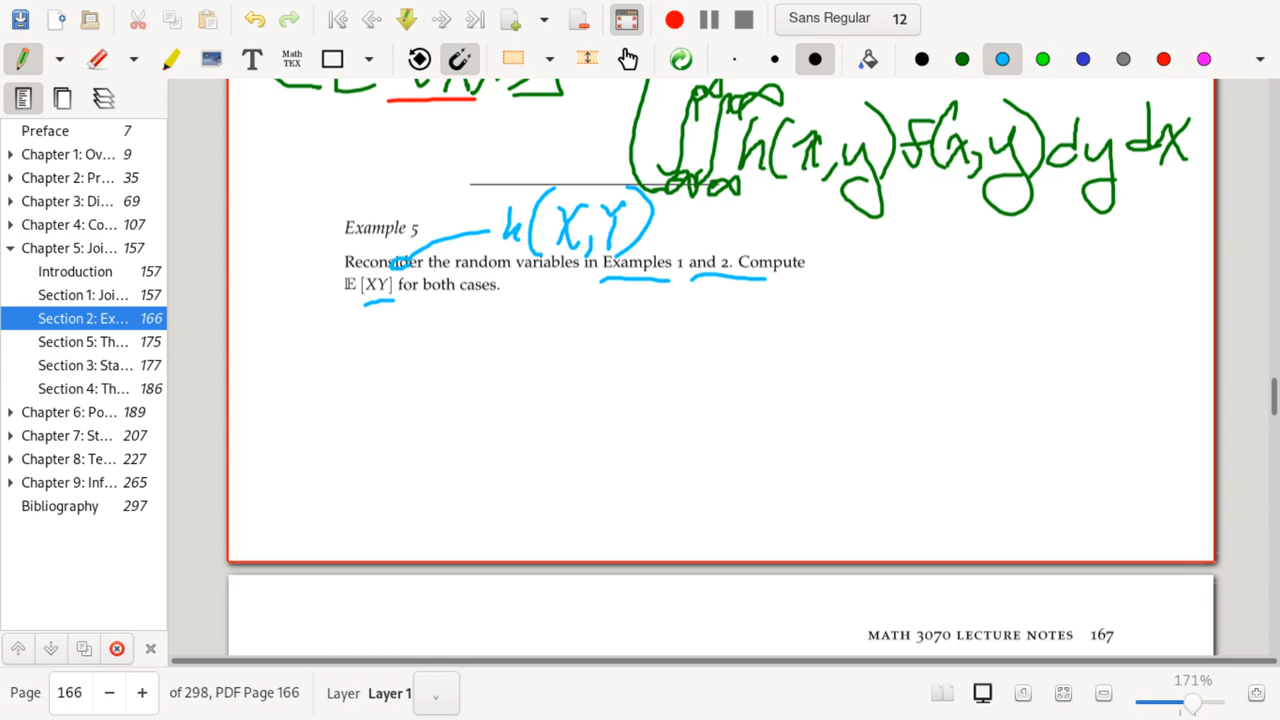 Sans Regular 12
Math
TEX
Preface 7
Chapter 1: Ov... 9
Chapter 2: Pr... 35
Chapter 3: Di... 69
Chapter 4: Co... 107
Chapter 5: Joi... 157
Introduction 157
Section 1: Joi... 157
Section 2: Ex... 166
Section 5: Th... 175
Section 3: Sta... 177
Section 4: Th... 186
Chapter 6: Po... 189
Chapter 7: St... 207
Chapter 8: Te... 227
Chapter 9: Inf... 265
Bibliography 297
∫∫ h(x,y) f(x,y) dy dx
Example 5
h(X,Y)
Reconsider the random variables in Examples 1 and 2. Compute
𝔼 [XY] for both cases.
MATH 3070 LECTURE NOTES 167
Page 166 of 298, PDF Page 166 Layer Layer 1 171%